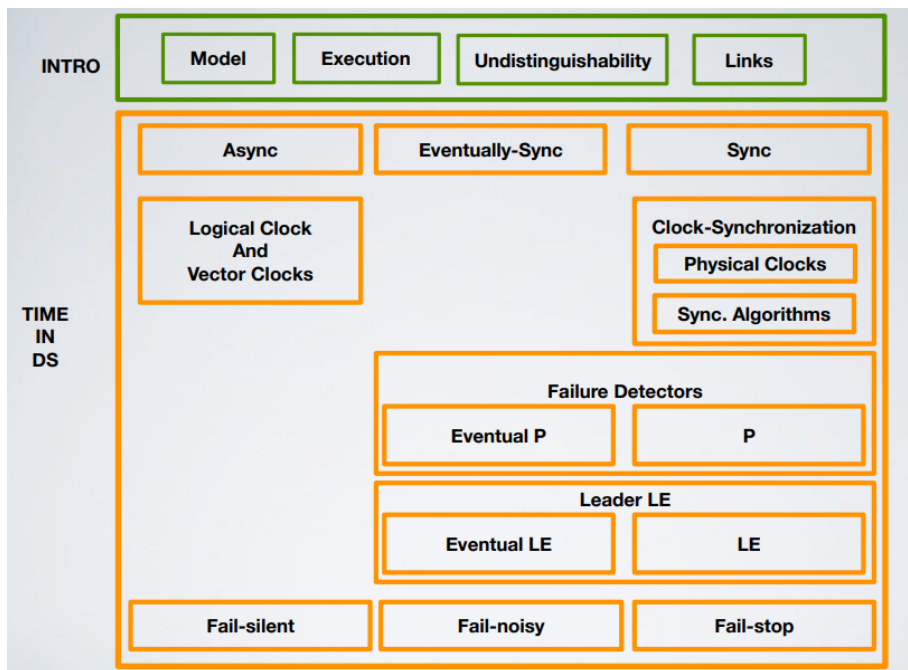 INTRO
Model
Execution
Undistinguishability
Links
Async
Eventually-Sync
Sync
Logical Clock
And
Vector Clocks
Clock-Synchronization
Physical Clocks
Sync. Algorithms
TIME
IN
DS
Failure Detectors
Eventual P
P
Leader LE
Eventual LE
LE
Fail-silent
Fail-noisy
Fail-stop